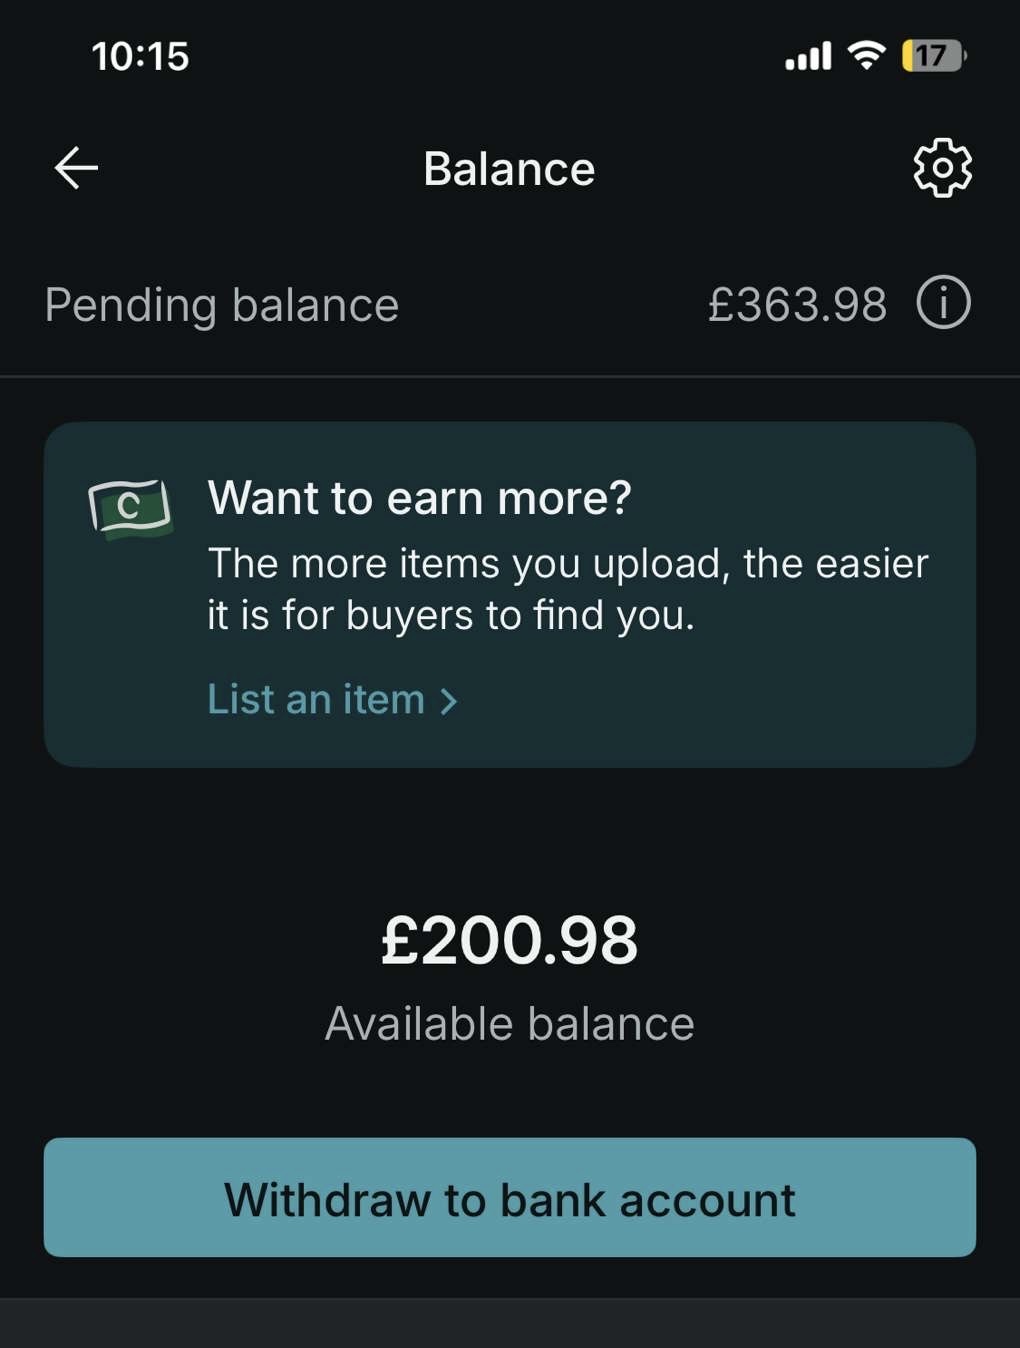 10:15
17
Balance
Pending balance £363.98
Want to earn more?
The more items you upload, the easier
it is for buyers to find you.
List an item
£200.98
Available balance
Withdraw to bank account